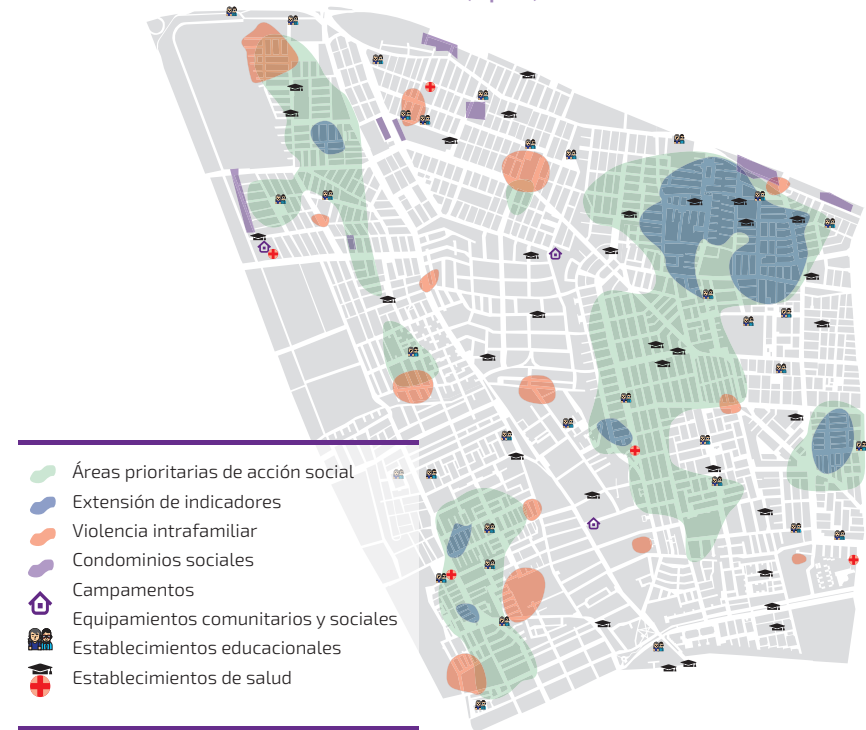 Áreas prioritarias de acción social
Extensión de indicadores
Violencia intrafamiliar
Condominios sociales
Campamentos
Equipamientos comunitarios y sociales
Establecimientos educacionales
Establecimientos de salud